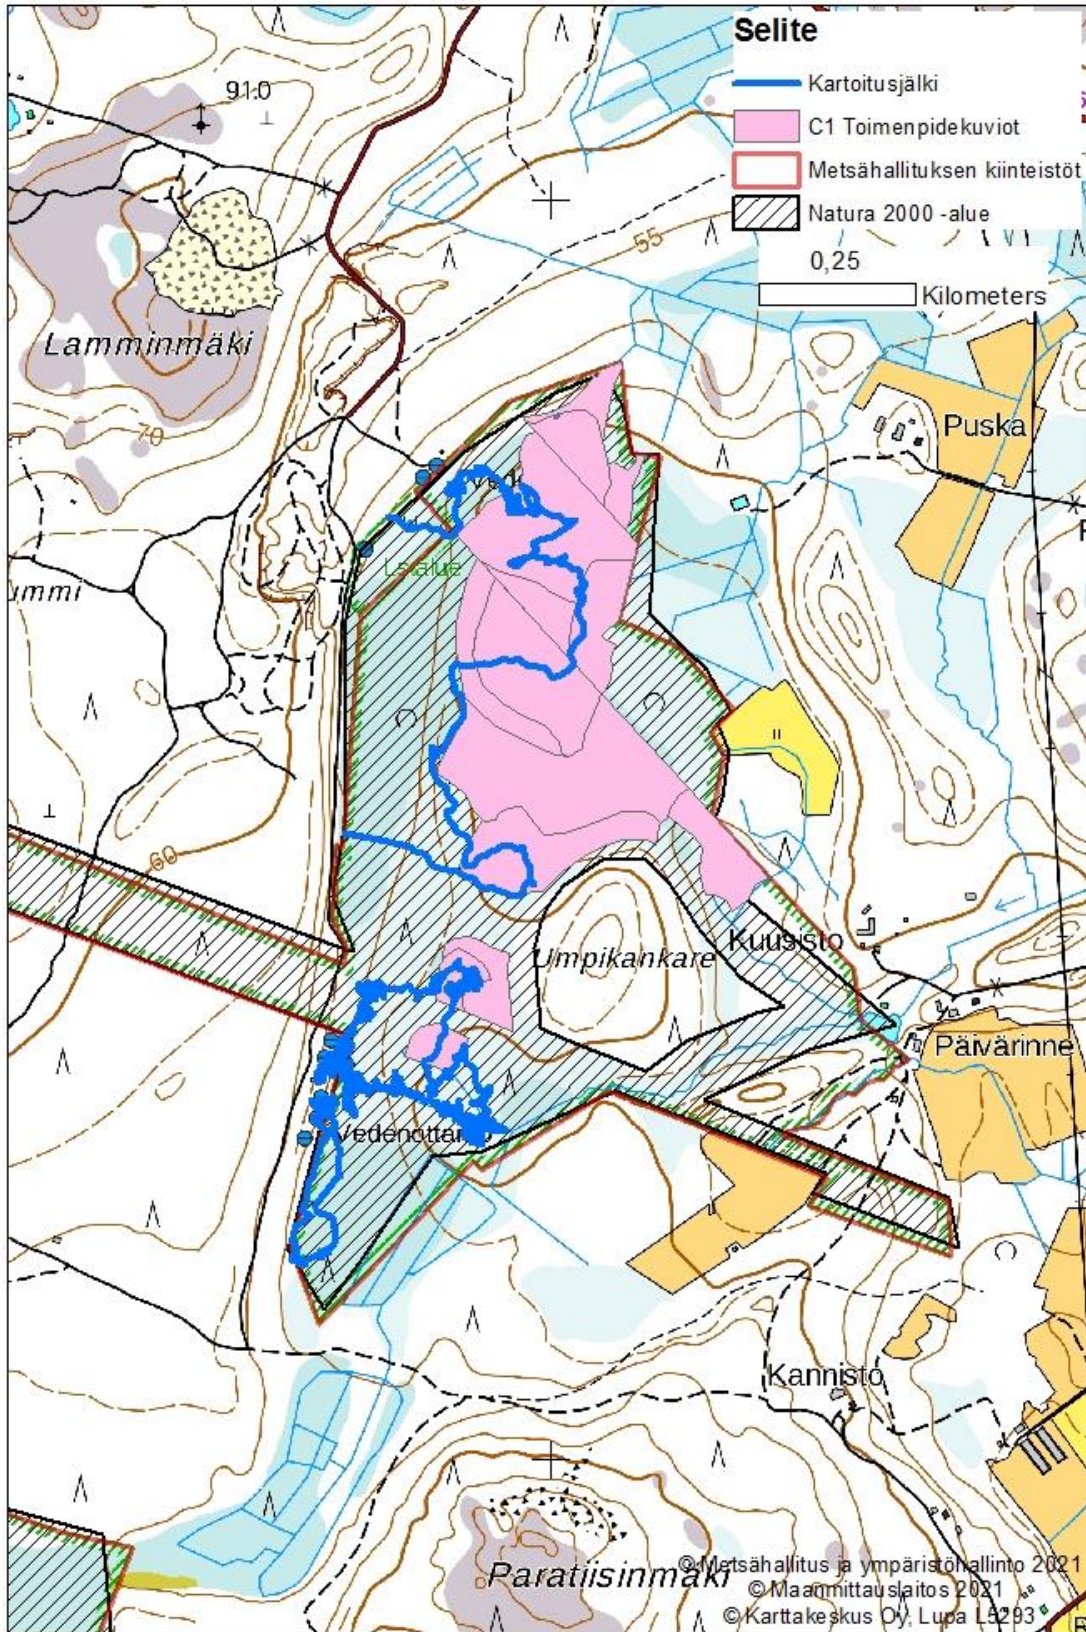 Selite
Kartoitusjälki
C1 Toimenpidekuviot
Metsähallituksen kiinteistöt
Natura 2000 -alue
0,25
Kilometers
91.0
55
Lamminmäki
70
Puska
ummi
60
Umpikankare
Kuusisto
Päivärinne
Kannisto
Paratiisinmäki
© Metsähallitus ja ympäristöhallinto 2021
© Maanmittauslaitos 2021
© Karttakeskus Oy, Lupa L5293